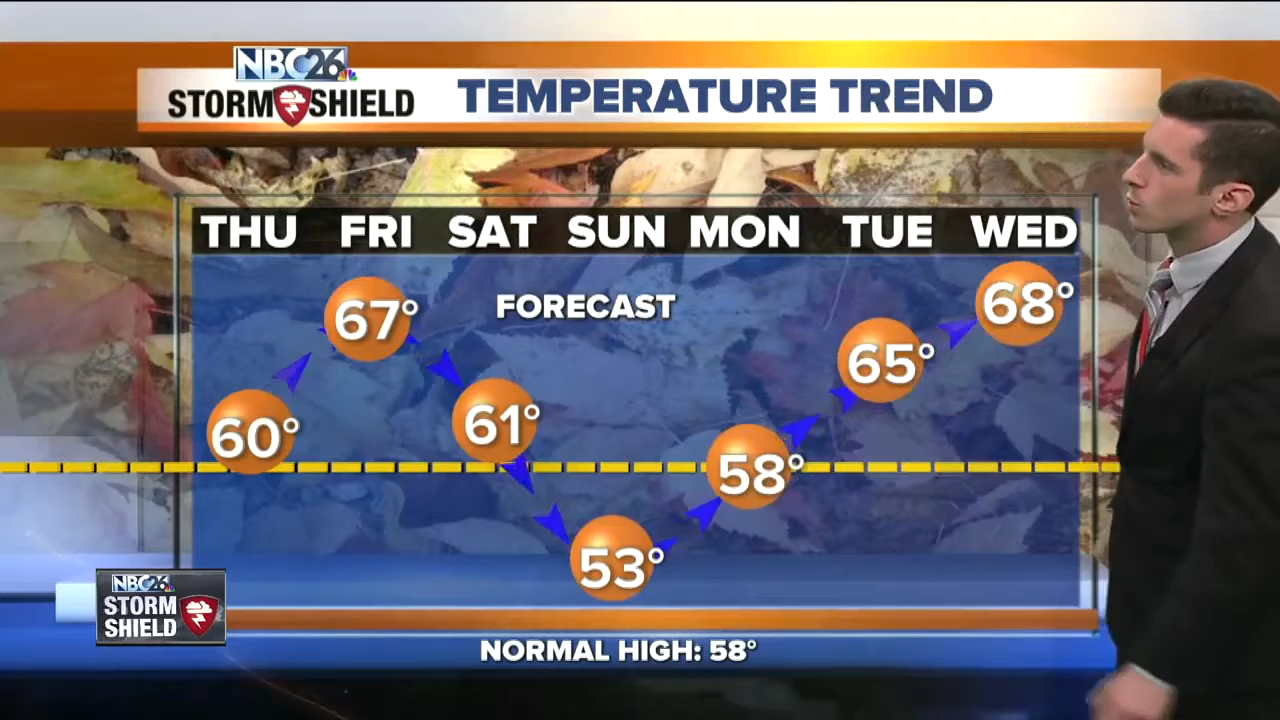 NBC26
STORM SHIELD
TEMPERATURE TREND
THU FRI SAT SUN MON TUE WED
FORECAST
60° 67° 61° 53° 58° 65° 68°
NBC26
STORM
SHIELD
NORMAL HIGH: 58°